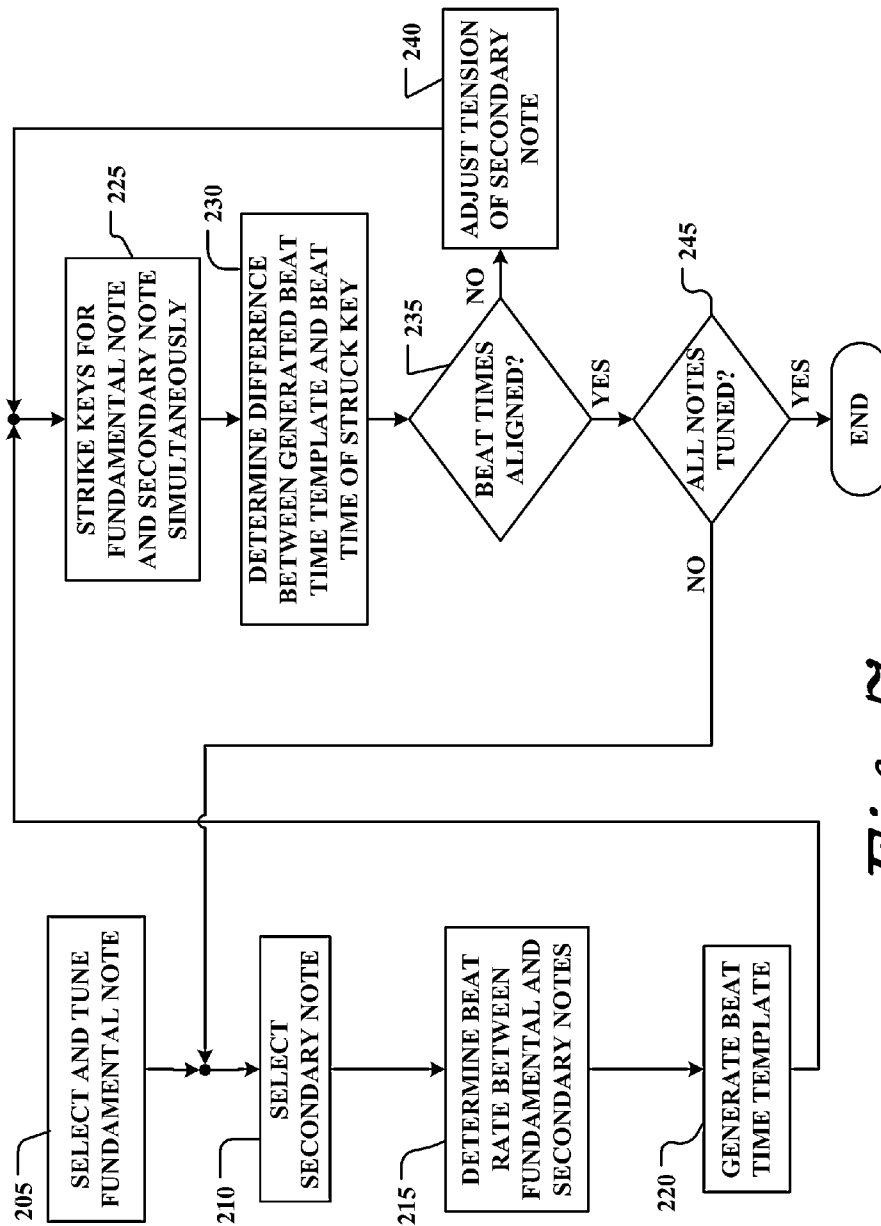 205
SELECT AND TUNE
FUNDAMENTAL NOTE
210
SELECT
SECONDARY NOTE
215
DETERMINE BEAT
RATE BETWEEN
FUNDAMENTAL AND
SECONDARY NOTES
220
GENERATE BEAT
TIME TEMPLATE
225
STRIKE KEYS FOR
FUNDAMENTAL NOTE
AND SECONDARY NOTE
SIMULTANEOUSLY
230
DETERMINE DIFFERENCE
BETWEEN GENERATED BEAT
TIME TEMPLATE AND BEAT
TIME OF STRUCK KEY
235
BEAT TIMES
ALIGNED?
NO
YES
240
ADJUST TENSION
OF SECONDARY
NOTE
245
ALL NOTES
TUNED?
NO
YES
END